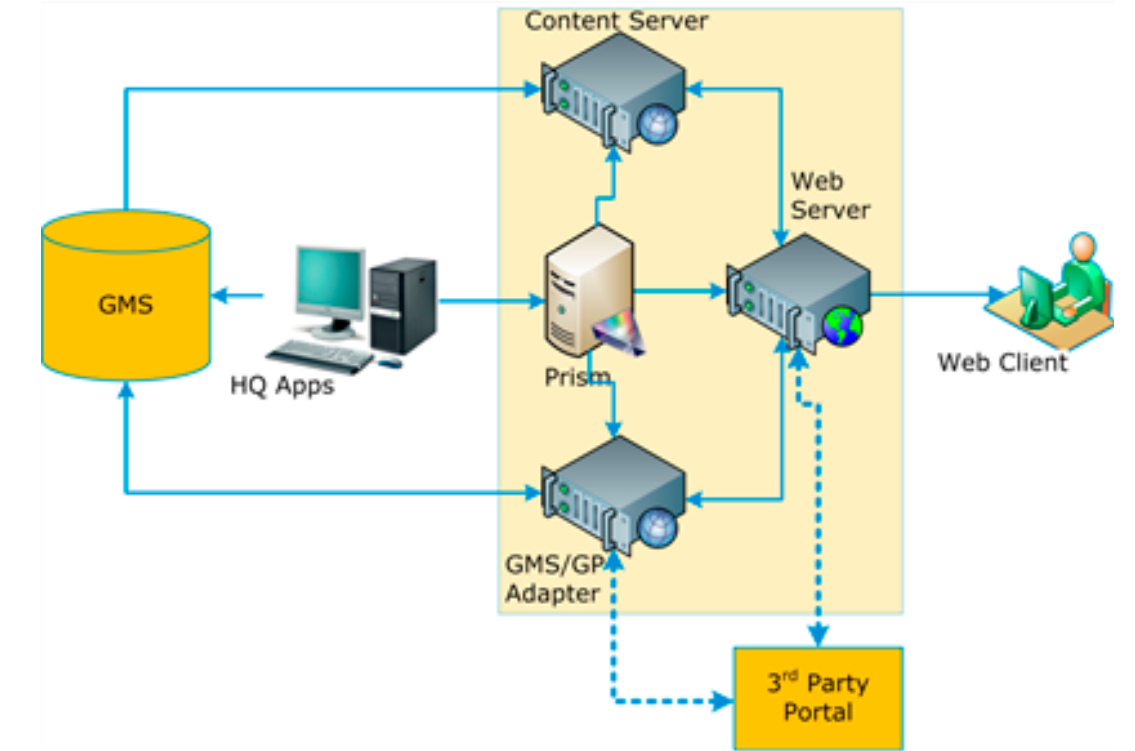 Content Server
Web
Server
GMS
HQ Apps
Prism
Web Client
GMS/GP
Adapter
3rd Party
Portal